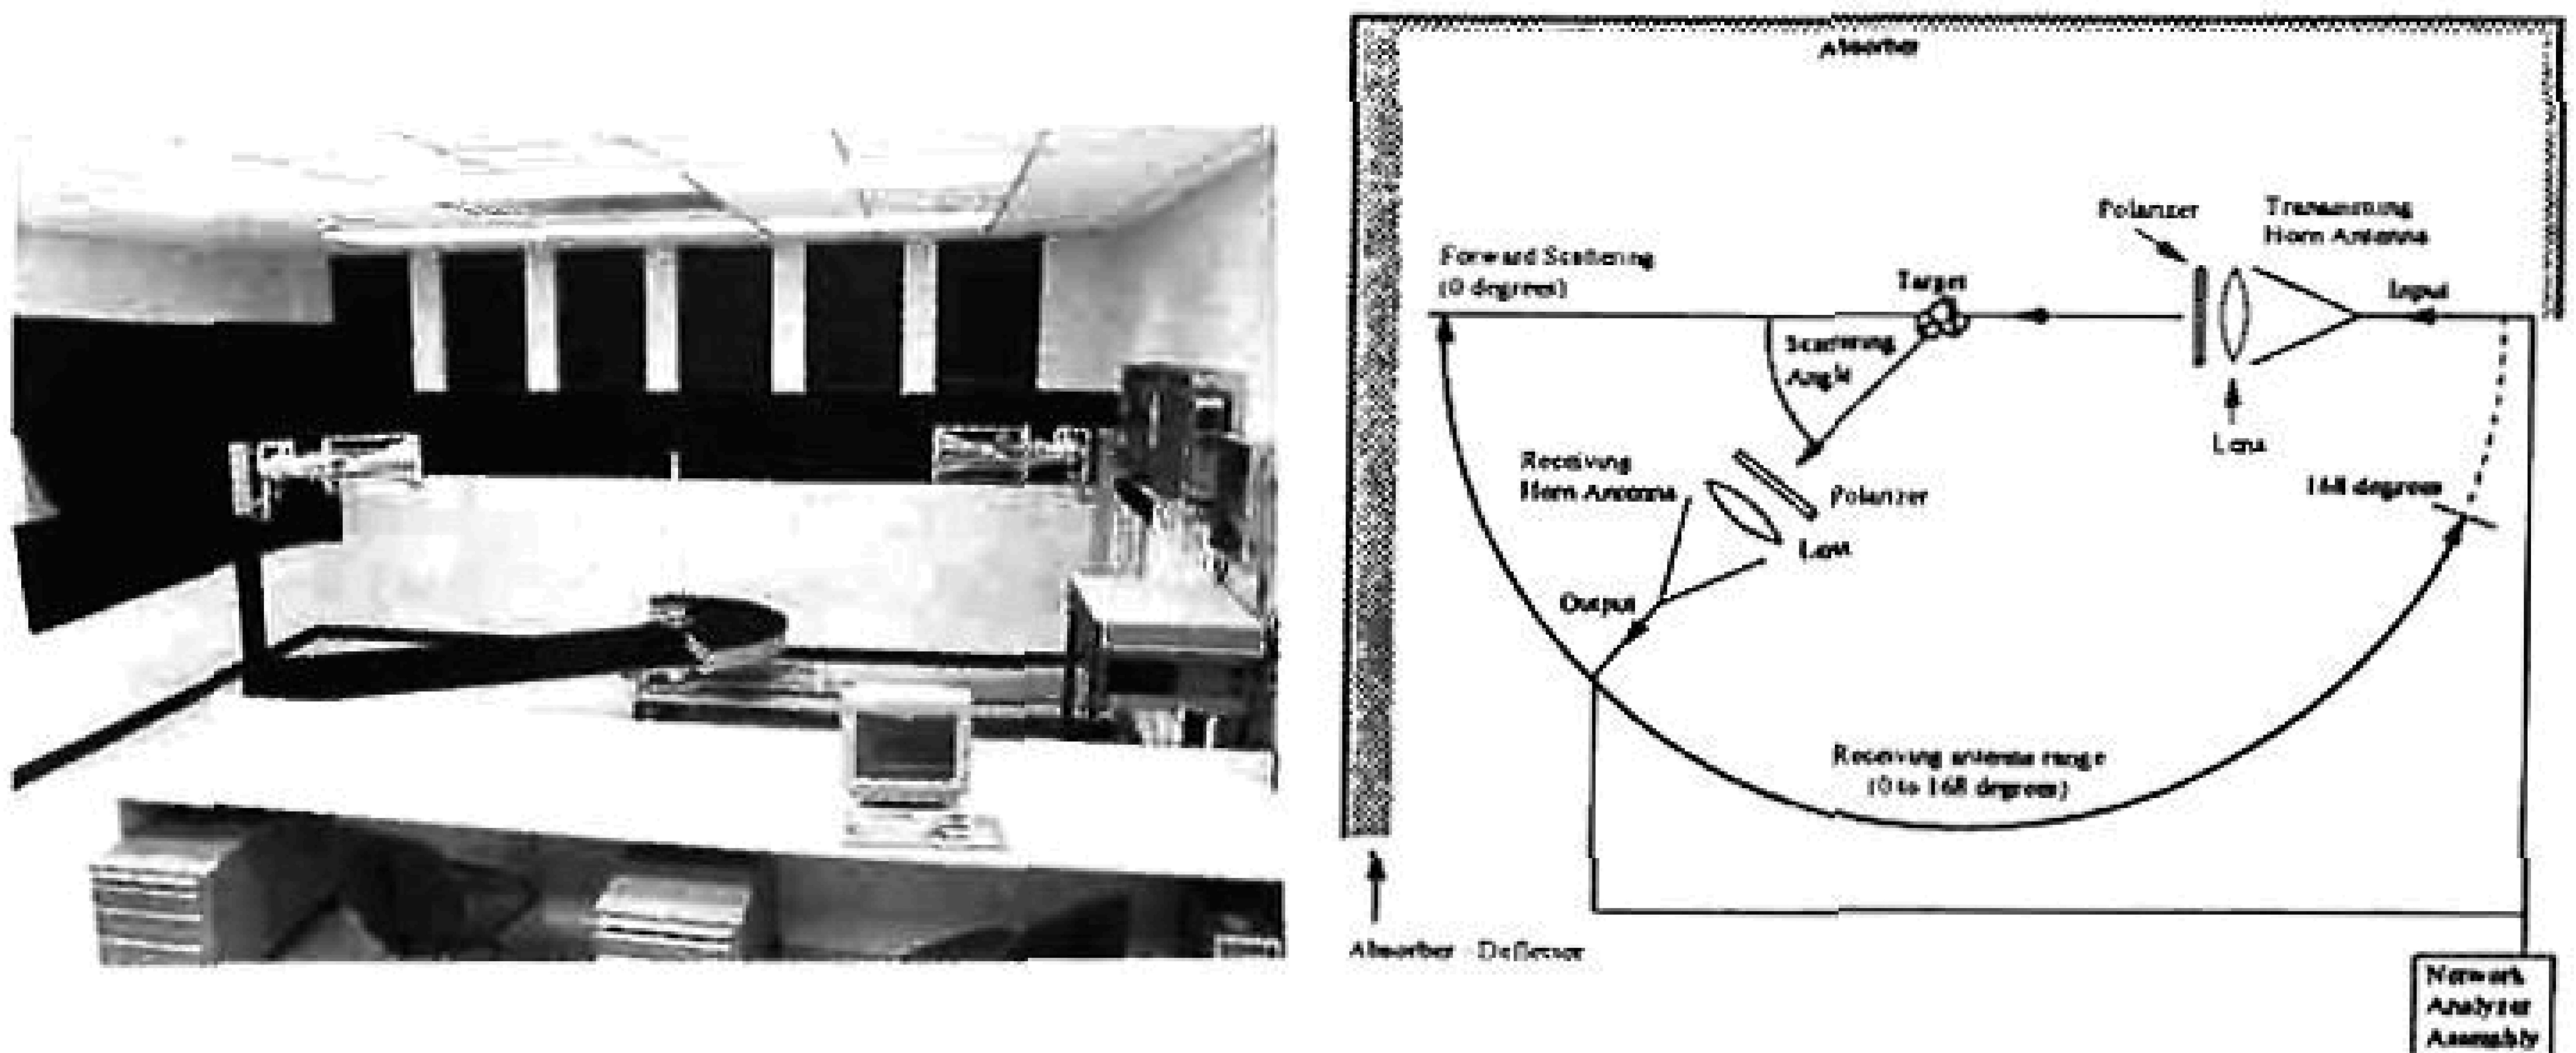 Absorber
Polarizer
Transmitting
Horn Antenna
Forward Scattering
(0 degrees)
Target
Input
Scattering
Angle
Lens
Receiving
Horn Antenna
Polarizer
168 degrees
Lens
Output
Receiving antenna range
(0 to 168 degrees)
Absorber - Deflector
Network
Analyzer
Assembly